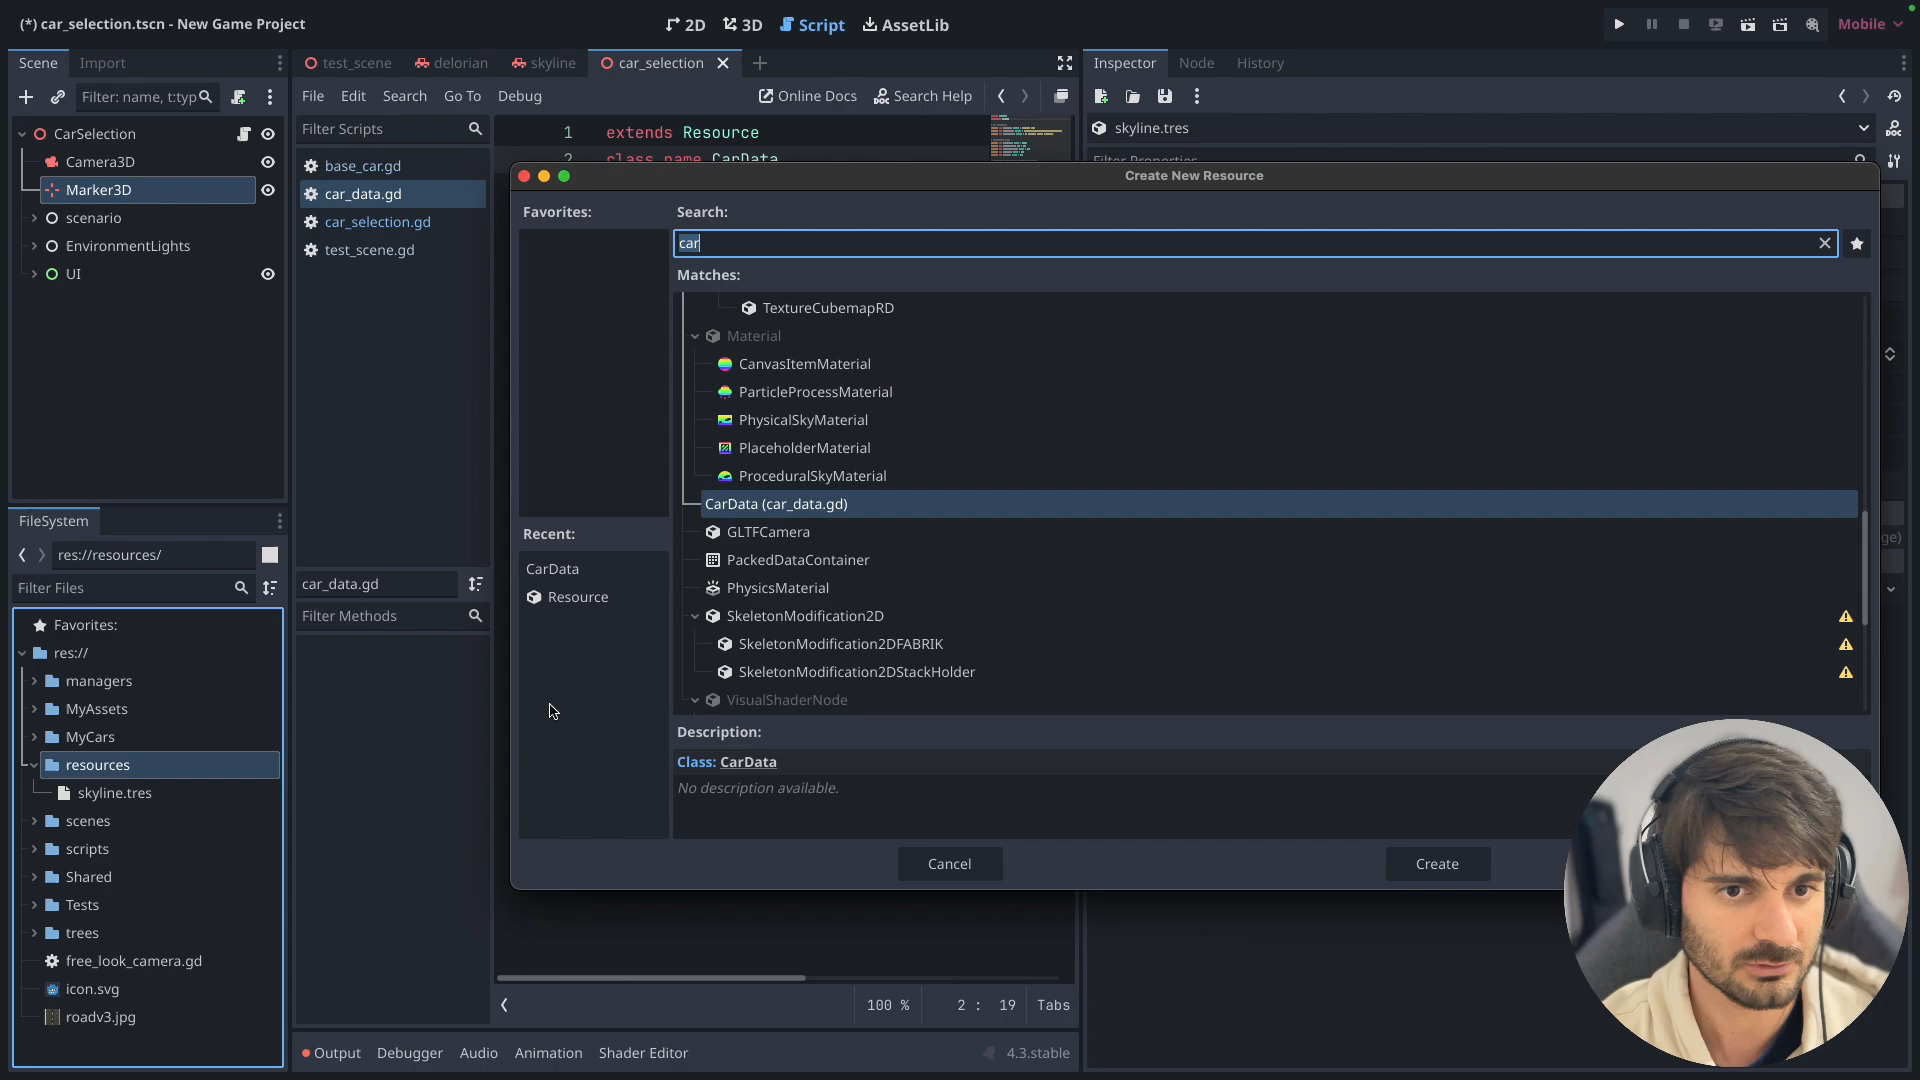 (*) car_selection.tscn - New Game Project
2D
3D
Script
AssetLib
Mobile
Scene
Import
test_scene
delorian
skyline
car_selection
Inspector
Node
History
Filter: name, t:typ
File
Edit
Search
Go To
Debug
Online Docs
Search Help
CarSelection
Camera3D
Marker3D
scenario
EnvironmentLights
UI
Filter Scripts
base_car.gd
car_data.gd
car_selection.gd
test_scene.gd
1 extends Resource
2 class_name CarData
skyline.tres
Filter Properties
Create New Resource
Favorites:
Search:
car
Matches:
TextureCubemapRD
Material
CanvasItemMaterial
ParticleProcessMaterial
PhysicalSkyMaterial
PlaceholderMaterial
ProceduralSkyMaterial
CarData (car_data.gd)
GLTFCamera
PackedDataContainer
PhysicsMaterial
SkeletonModification2D
SkeletonModification2DFABRIK
SkeletonModification2DStackHolder
VisualShaderNode
Recent:
CarData
Resource
Description:
Class: CarData
No description available.
Cancel
Create
ge)
FileSystem
res://resources/
Filter Files
Favorites:
res://
managers
MyAssets
MyCars
resources
skyline.tres
scenes
scripts
Shared
Tests
trees
free_look_camera.gd
icon.svg
roadv3.jpg
car_data.gd
Filter Methods
100 %
2 : 19
Tabs
Output
Debugger
Audio
Animation
Shader Editor
4.3.stable